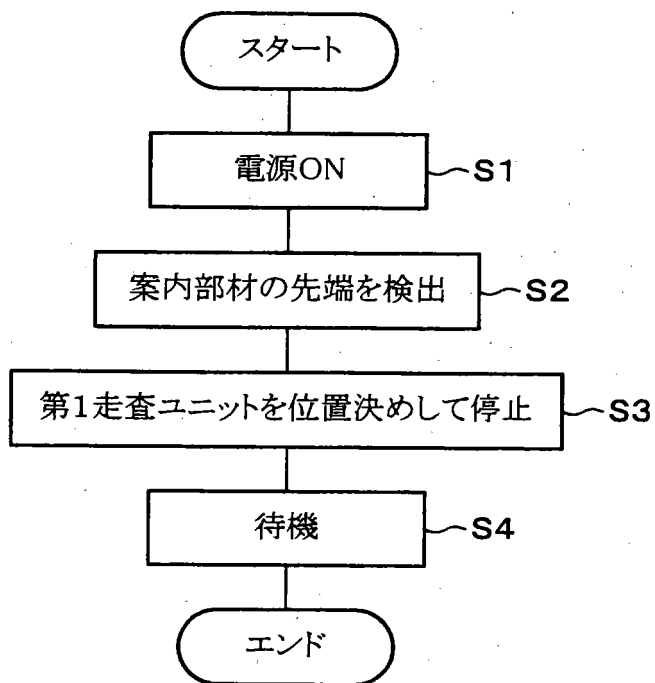 スタート
電源ON
S1
案内部材の先端を検出
S2
第1走査ユニットを位置決めして停止
S3
待機
S4
エンド